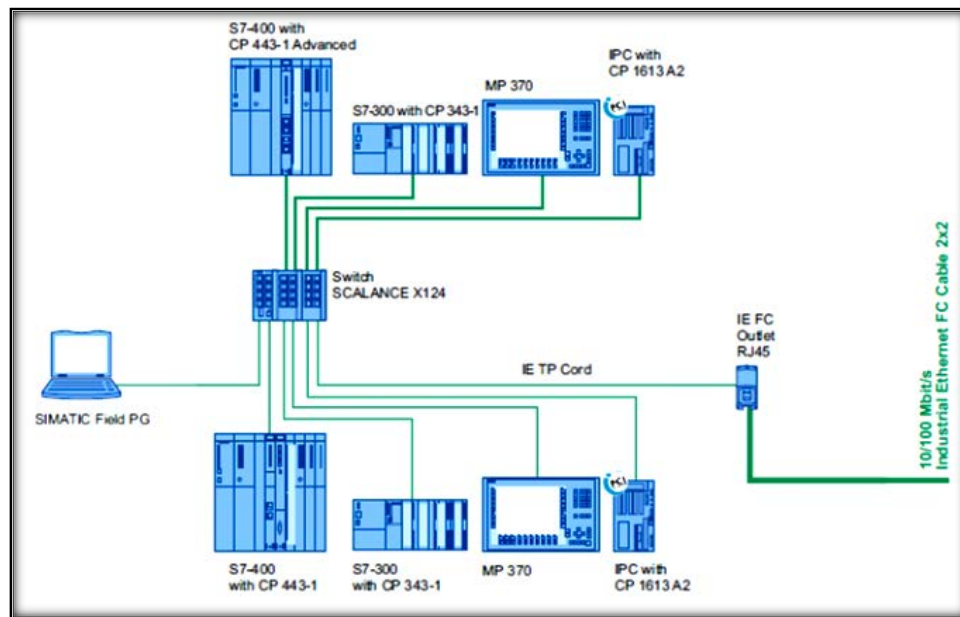 S7-400 with
CP 443-1 Advanced
S7-300 with CP 343-1
MP 370
IPC with
CP 1613 A2
PCI
Switch
SCALANCE X124
SIMATIC Field PG
IE TP Cord
IE FC
Outlet
RJ45
10/100 Mbit/s
Industrial Ethernet FC Cable 2x2
S7-400
with CP 443-1
S7-300
with CP 343-1
MP 370
PCI
IPC with
CP 1613 A2